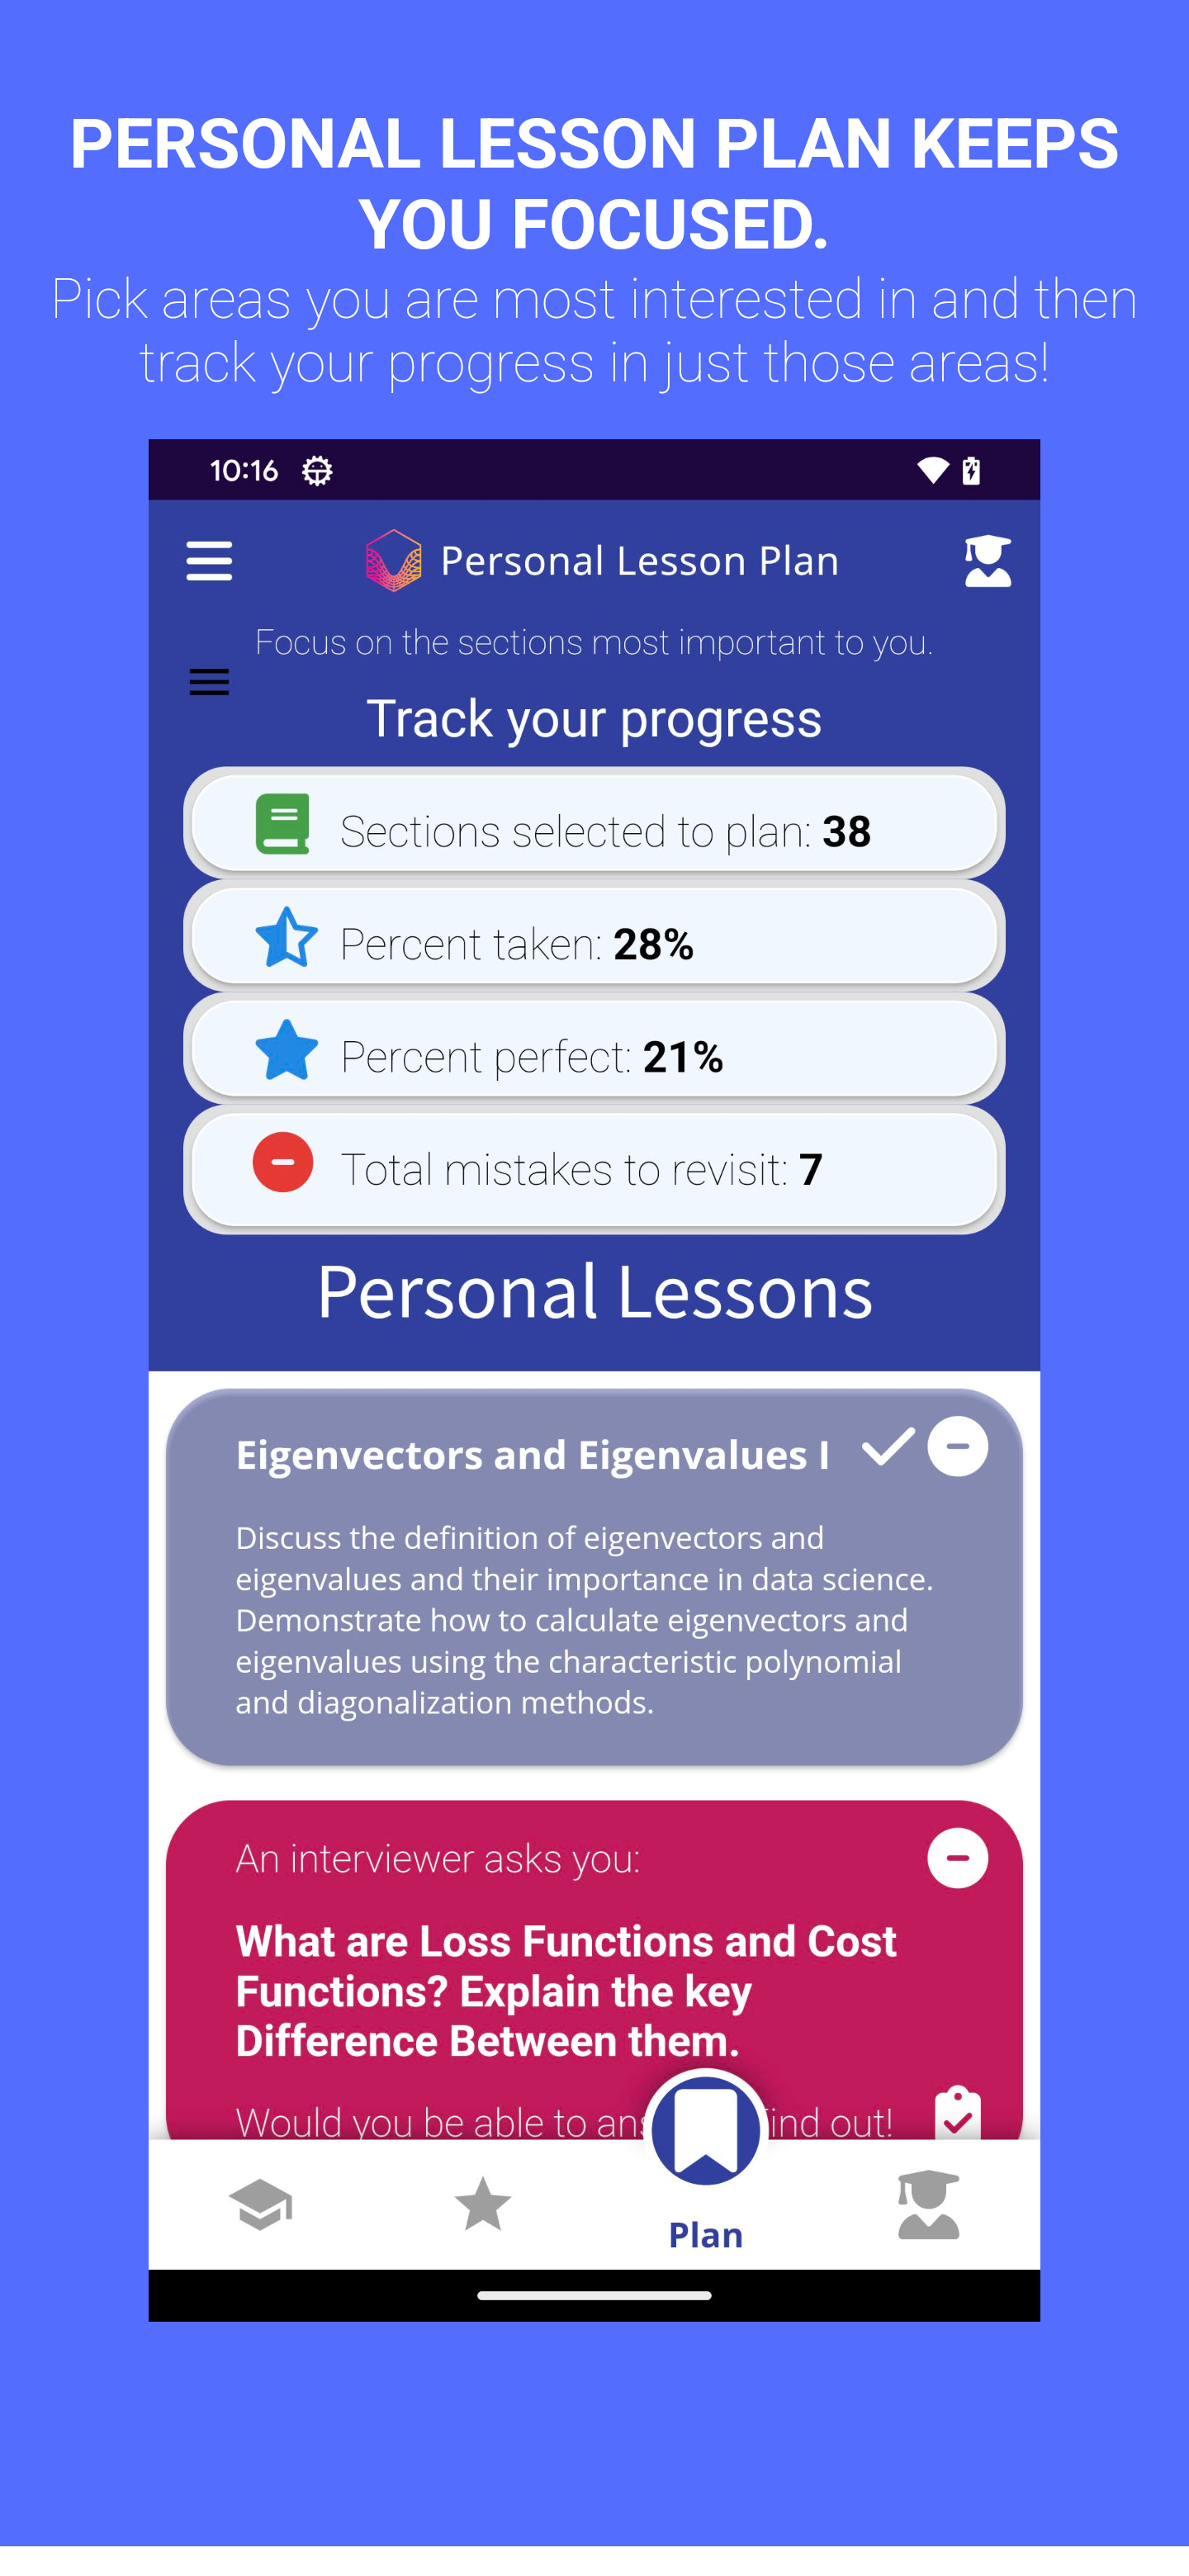 PERSONAL LESSON PLAN KEEPS
YOU FOCUSED.
Pick areas you are most interested in and then
track your progress in just those areas!
10:16
Personal Lesson Plan
Focus on the sections most important to you.
Track your progress
Sections selected to plan: 38
Percent taken: 28%
Percent perfect: 21%
Total mistakes to revisit: 7
Personal Lessons
Eigenvectors and Eigenvalues I
Discuss the definition of eigenvectors and
eigenvalues and their importance in data science.
Demonstrate how to calculate eigenvectors and
eigenvalues using the characteristic polynomial
and diagonalization methods.
An interviewer asks you:
What are Loss Functions and Cost
Functions? Explain the key
Difference Between them.
Would you be able to out!
Plan